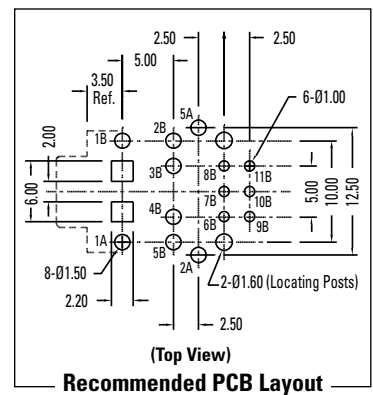 2.50
2.50
5.00
3.50
Ref.
6-Ø1.00
5A
2B
1B
2.00
3B
8B
11B
6.00
7B
10B
5.00
10.00
12.50
4B
6B
9B
1A
5B
2A
8-Ø1.50
2-Ø1.60 (Locating Posts)
2.20
2.50
(Top View)
Recommended PCB Layout